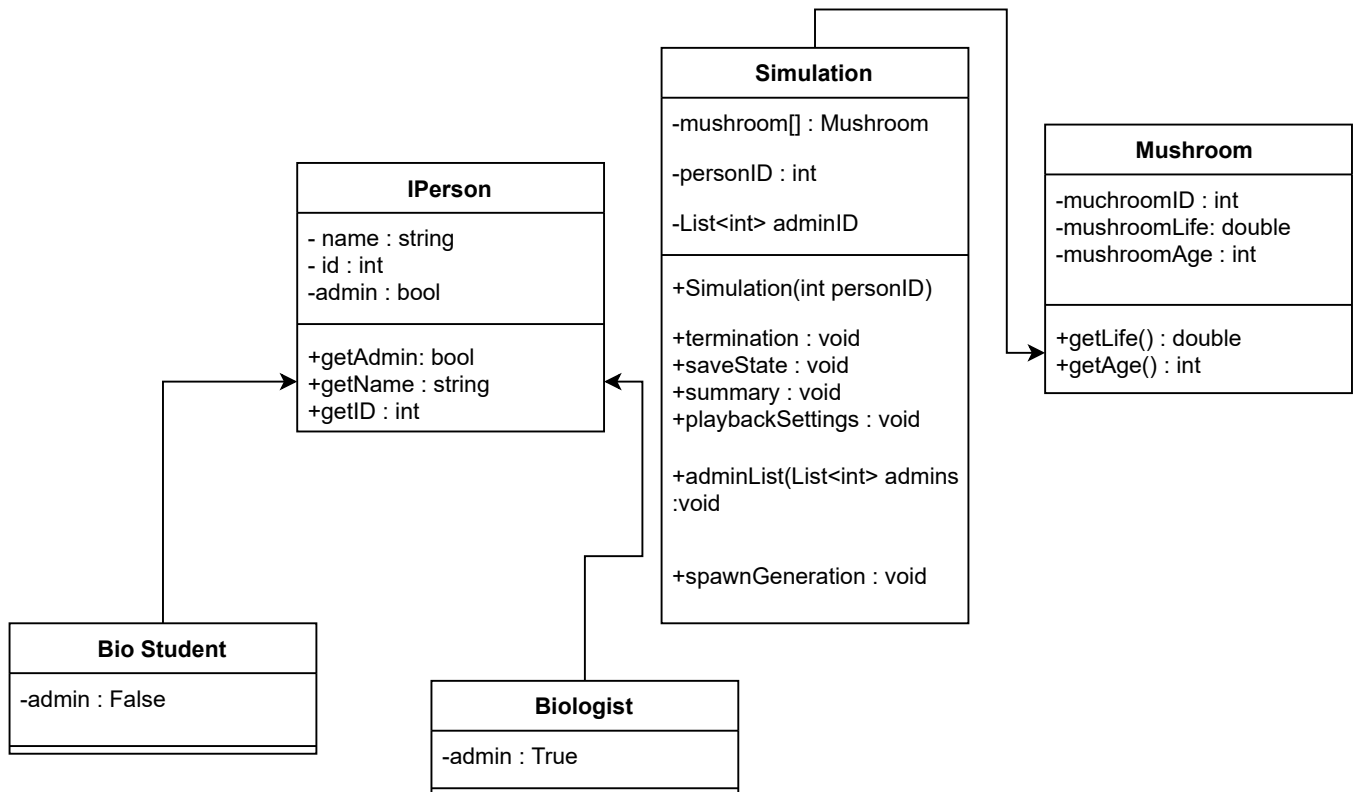 Simulation
-mushroom[] : Mushroom
-personID : int
-List<int> adminID
+Simulation(int personID)
+termination : void
+saveState : void
+summary : void
+playbackSettings : void
+adminList(List<int> admins
:void
+spawnGeneration : void
Mushroom
-muchroomID : int
-mushroomLife: double
-mushroomAge : int
+getLife() : double
+getAge() : int
IPerson
- name : string
- id : int
-admin : bool
+getAdmin: bool
+getName : string
+getID : int
Bio Student
-admin : False
Biologist
-admin : True